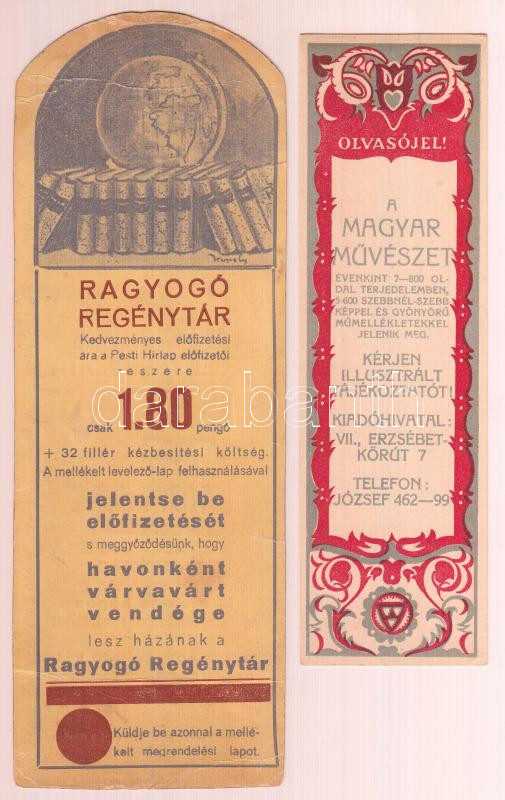 RAGYOGÓ
REGÉNYTÁR
Kedvezményes előfizetési
ára a Pesti Hirlap előfizetői
észére
csak 1.80 pengő
+ 32 fillér kézbesitési költség.
A mellékelt levelező-lap felhasználásával
jelentse be
előfizetését
s meggyőződésünk, hogy
havonként
várvavárt
vendége
lesz házának a
Ragyogó Regénytár
Küldje be azonnal a mellé-
kelt megrendelési lapot.
OLVASÓJEL!
A
MAGYAR
MŰVÉSZET
ÉVENKINT 7—800 OL-
DAL TERJEDELEMBEN,
5-600 SZEBBNÉL-SZEBB
KÉPPEL ÉS GYÖNYÖRŰ
MŰMELLÉKLETEKKEL
JELENIK MEG.
KÉRJEN
ILLUSZTRÁLT
TÁJÉKOZTATÓT!
KIADÓHIVATAL:
VII., ERZSÉBET-
KÖRÚT 7
TELEFON:
JÓZSEF 462—99
darabanth